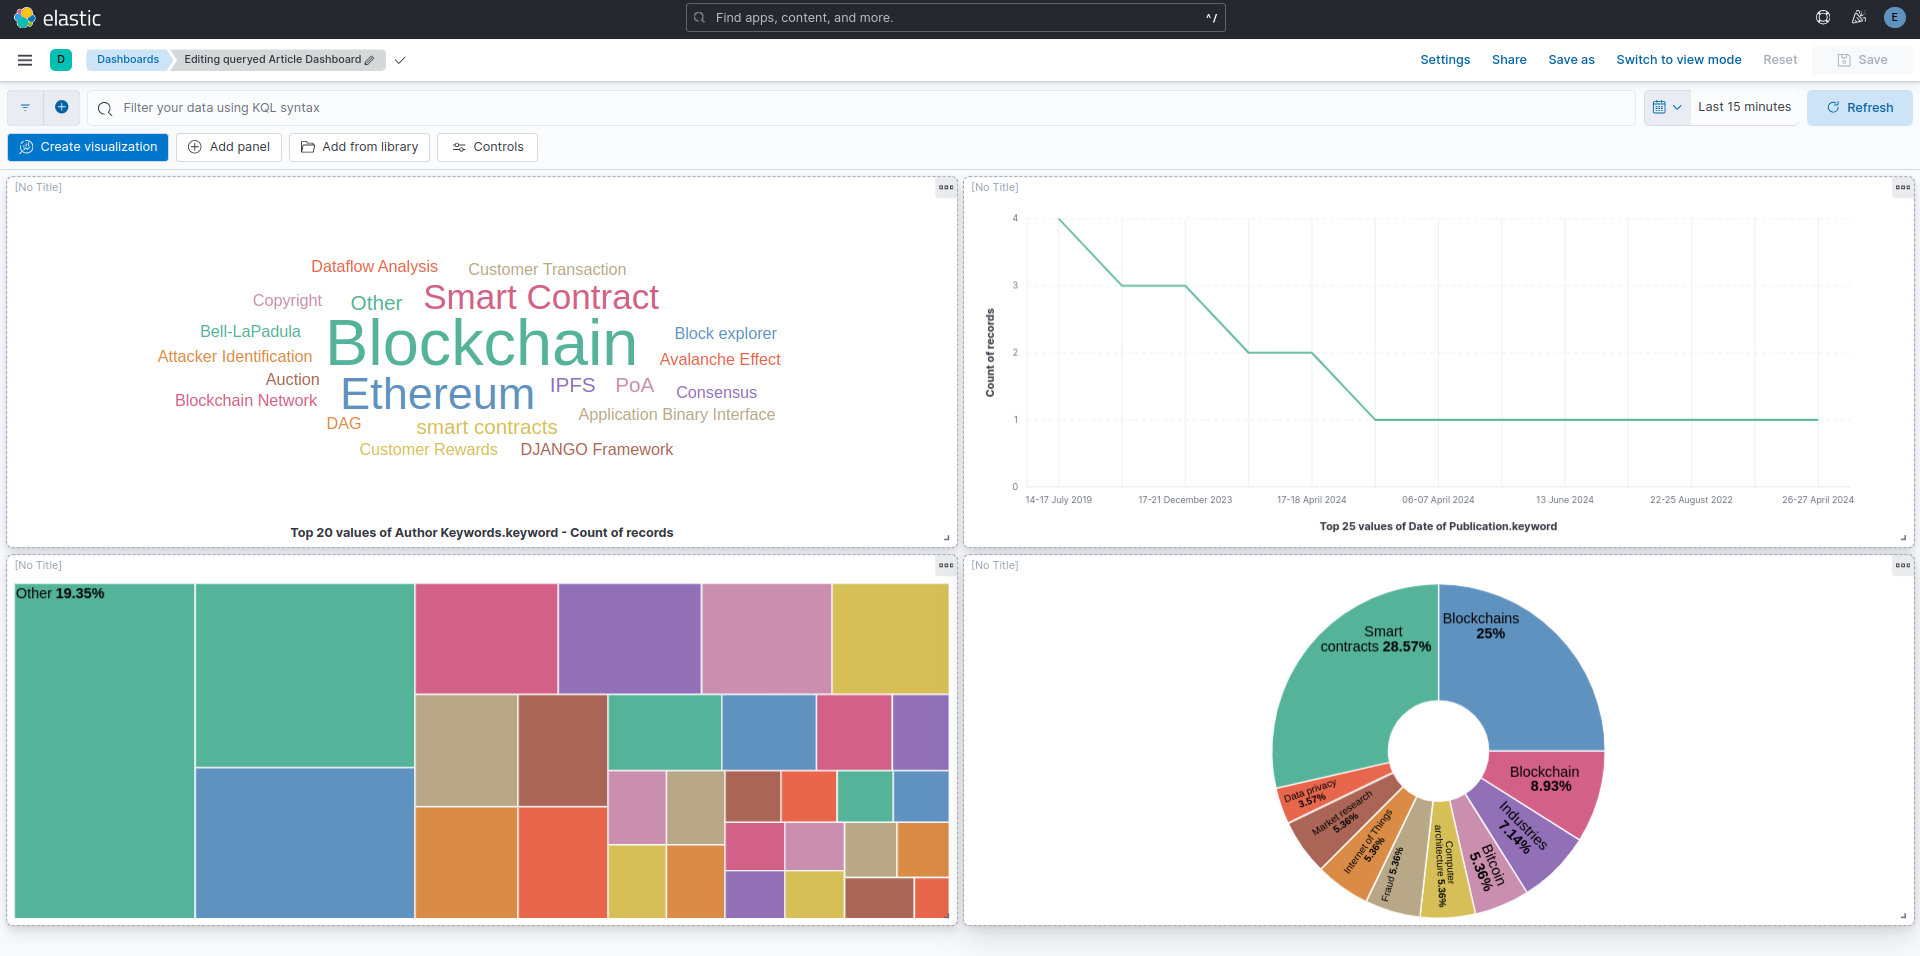 elastic
Find apps, content, and more.
^/
E
D
Dashboards
Editing queryed Article Dashboard
Settings
Share
Save as
Switch to view mode
Reset
Save
Filter your data using KQL syntax
Last 15 minutes
Refresh
Create visualization
Add panel
Add from library
Controls
[No Title]
Dataflow Analysis
Customer Transaction
Copyright
Other
Smart Contract
Bell-LaPadula
Blockchain
Block explorer
Attacker Identification
Avalanche Effect
Auction
Ethereum
IPFS
PoA
Consensus
Blockchain Network
Application Binary Interface
DAG
smart contracts
Customer Rewards
DJANGO Framework
Top 20 values of Author Keywords.keyword - Count of records
[No Title]
Count of records
4
3
2
1
0
14-17 July 2019
17-21 December 2023
17-18 April 2024
06-07 April 2024
13 June 2024
22-25 August 2022
26-27 April 2024
Top 25 values of Date of Publication.keyword
[No Title]
Other 19.35%
[No Title]
Smart
contracts 28.57%
Blockchains
25%
Blockchain
8.93%
Industries
7.14%
Bitcoin
5.36%
Computer
architecture 5.36%
Fraud 5.36%
Internet of Things
5.36%
Market research
5.36%
Data privacy
3.57%